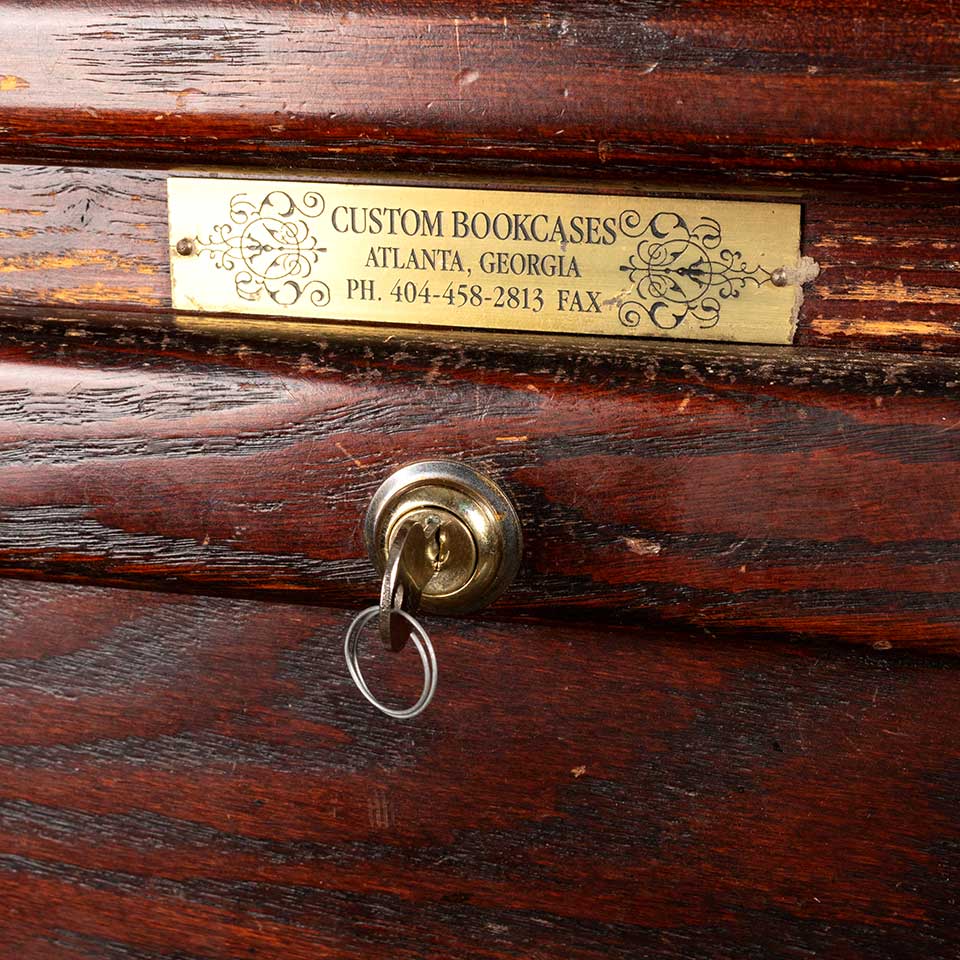 CUSTOM BOOKCASES
ATLANTA, GEORGIA
PH. 404-458-2813 FAX